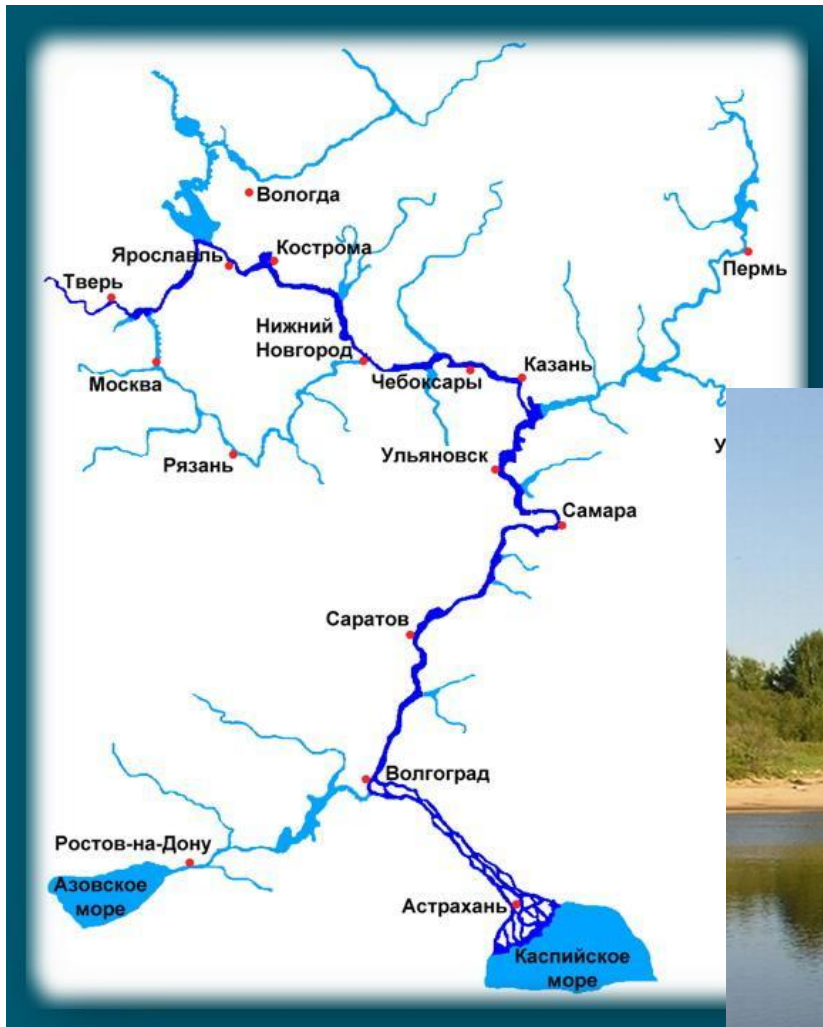 Вологда
Ярославль
Кострома
Тверь
Пермь
Нижний
Новгород
Москва
Чебоксары
Казань
Рязань
Ульяновск
Самара
Саратов
Волгоград
Ростов-на-Дону
Азовское
море
Астрахань
Каспийское
море